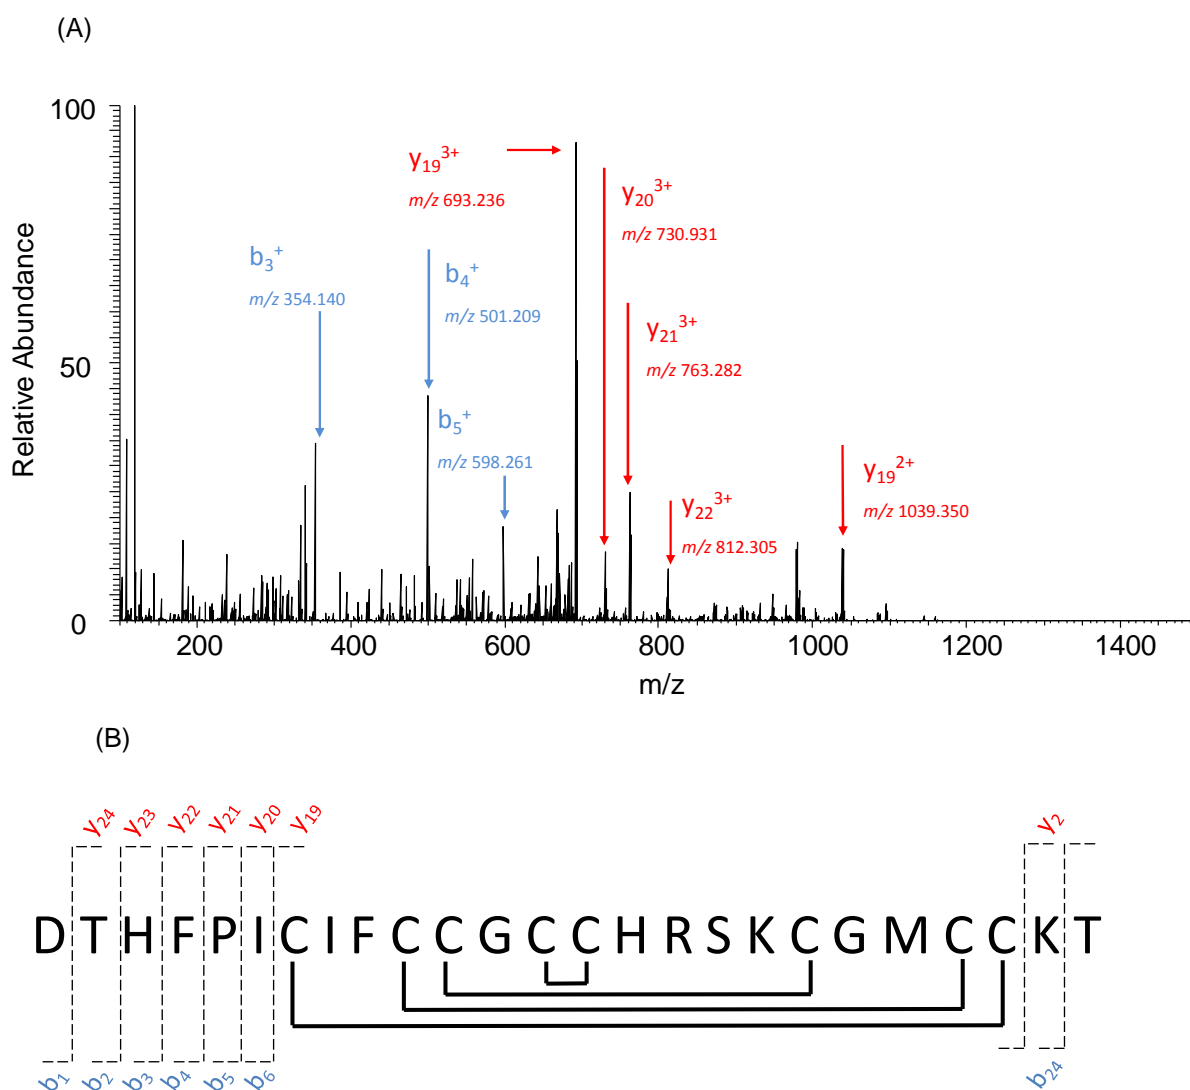 (A)
100
50
0
Relative Abundance
y19 3+
m/z 693.236
y20 3+
m/z 730.931
b3+
m/z 354.140
b4+
m/z 501.209
y21 3+
m/z 763.282
b5+
m/z 598.261
y22 3+
m/z 812.305
y19 2+
m/z 1039.350
200 400 600 800 1000 1200 1400
m/z
(B)
y24 y23 y22 y21 y20 y19 y2
D T H F P I C I F C C G C C H R S K C G M C C K T
b1 b2 b3 b4 b5 b6 b24